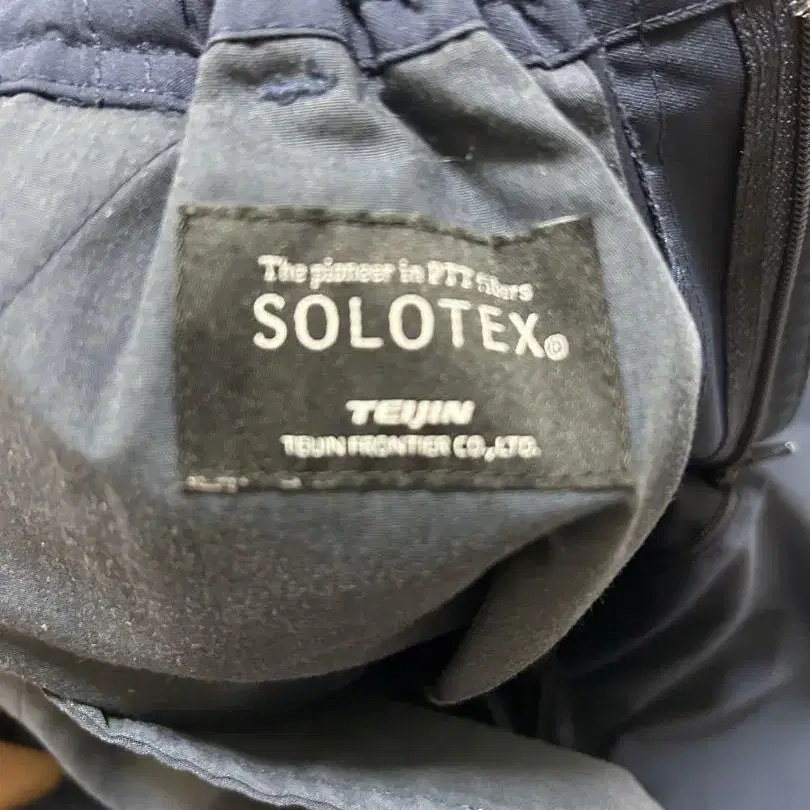 The pioneer in PTT fibers
SOLOTEX®
TEIJIN
TEIJIN FRONTIER CO.,LTD.